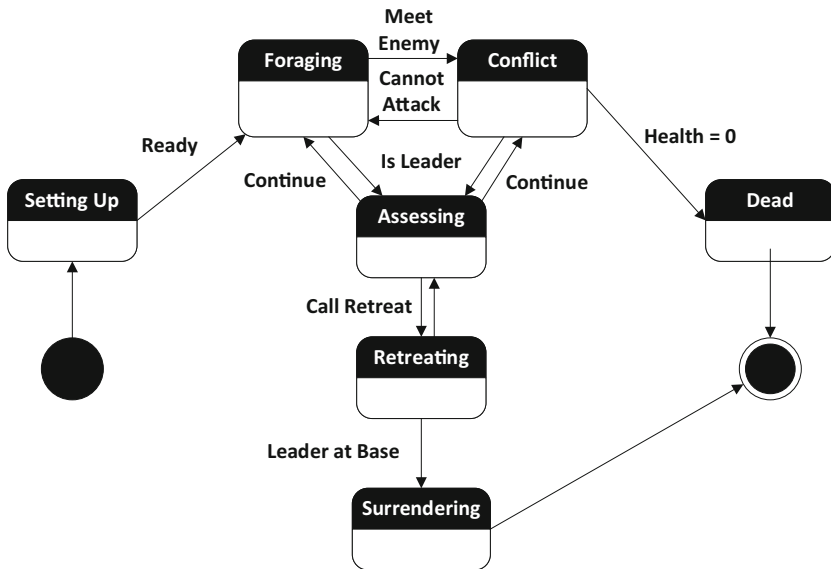 Meet
Enemy
Foraging
Conflict
Cannot
Attack
Ready
Health = 0
Is Leader
Continue
Continue
Setting Up
Assessing
Dead
Call Retreat
Retreating
Leader at Base
Surrendering